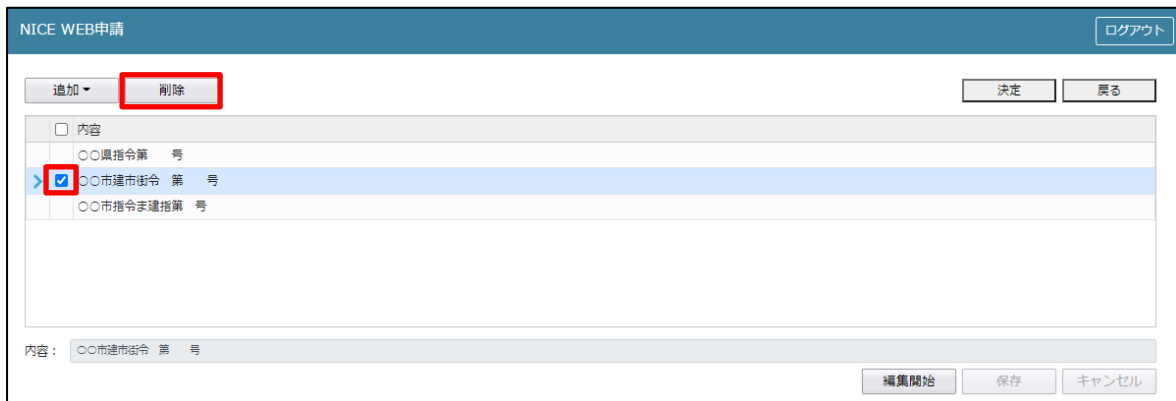 NICE WEB申請 ログアウト
追加 削除 決定 戻る
内容
○○県指令第　　号
○○市建市街令　第　　号
○○市指令ま建指第　号
内容： ○○市建市街令　第　　号
編集開始 保存 キャンセル